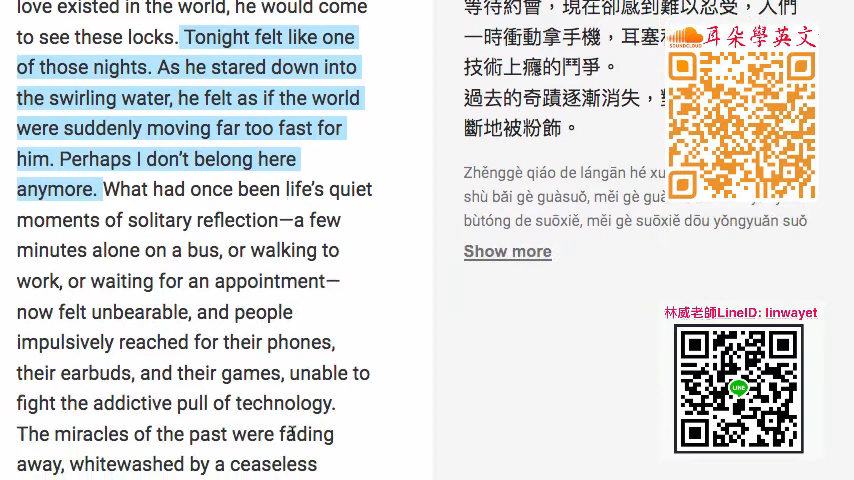 love existed in the world, he would come
to see these locks. Tonight felt like one
of those nights. As he stared down into
the swirling water, he felt as if the world
were suddenly moving far too fast for
him. Perhaps I don’t belong here
anymore. What had once been life’s quiet
moments of solitary reflection—a few
minutes alone on a bus, or walking to
work, or waiting for an appointment—
now felt unbearable, and people
impulsively reached for their phones,
their earbuds, and their games, unable to
fight the addictive pull of technology.
The miracles of the past were fading
away, whitewashed by a ceaseless
等待約會，現在卻感到難以忍受，人們
一時衝動拿手機，耳塞
技術上癮的鬥爭。
過去的奇蹟逐漸消失，
斷地被粉飾。
Zhěnggè qiáo de lángān hé
shù bǎi gè guàsuǒ, měi gè
bùtóng de suōxiě, měi gè suōxiě dōu yǒngyuǎn suǒ
Show more
SOUNDCLOUD
耳朵學英文
林威老師LineID: linwayet
LINE